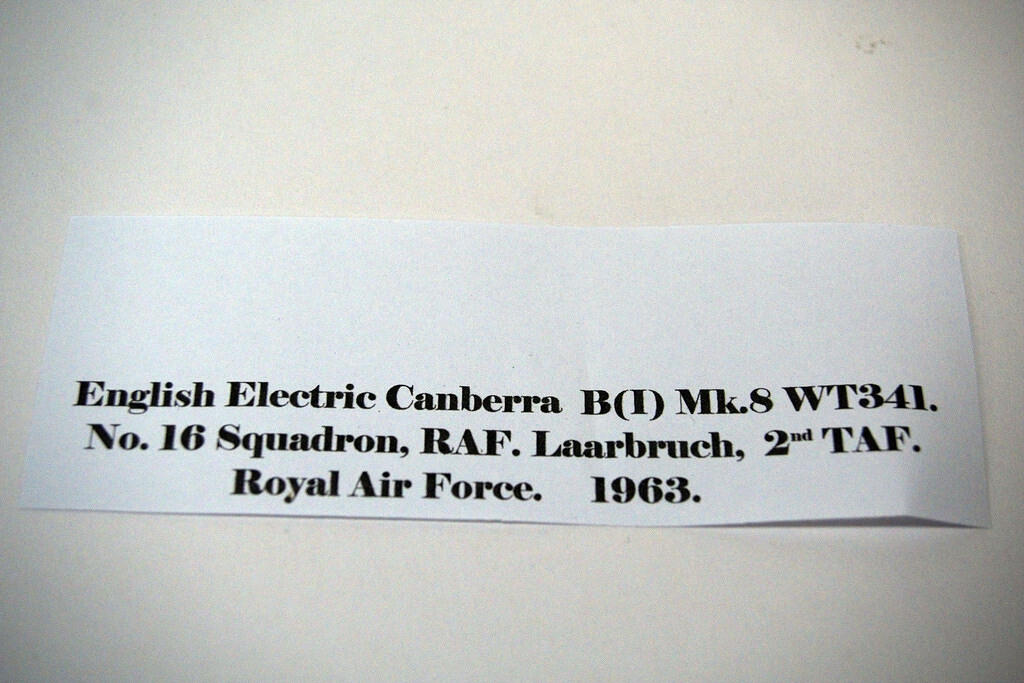 English Electric Canberra B(I) Mk.8 WT341.
No. 16 Squadron, RAF. Laarbruch, 2nd TAF.
Royal Air Force. 1963.